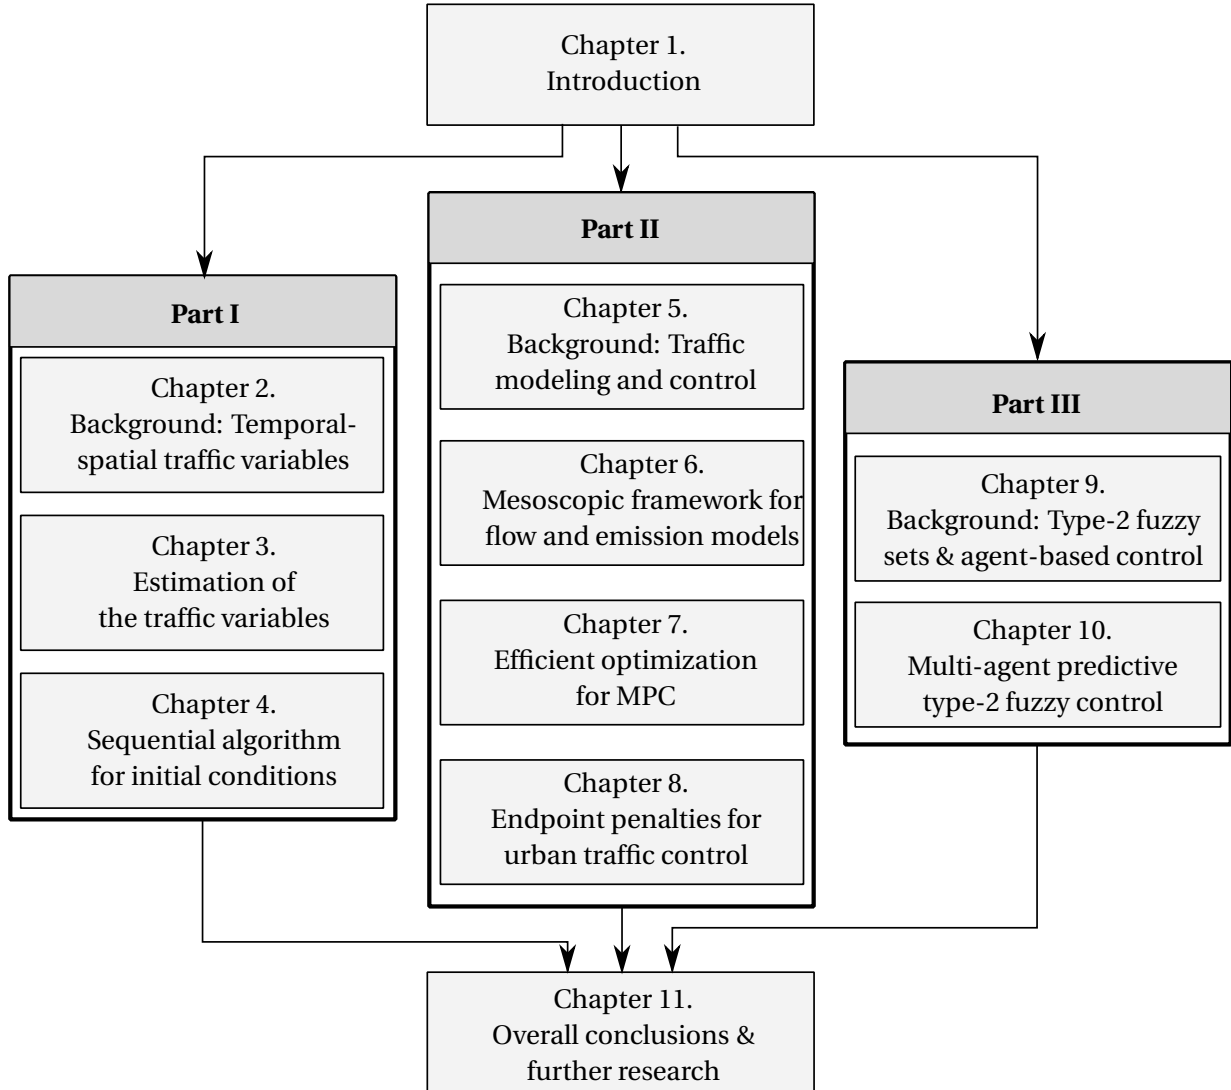 Chapter 1.
Introduction
Part I
Chapter 2.
Background: Temporal-
spatial traffic variables
Chapter 3.
Estimation of
the traffic variables
Chapter 4.
Sequential algorithm
for initial conditions
Part II
Chapter 5.
Background: Traffic
modeling and control
Chapter 6.
Mesoscopic framework for
flow and emission models
Chapter 7.
Efficient optimization
for MPC
Chapter 8.
Endpoint penalties for
urban traffic control
Part III
Chapter 9.
Background: Type-2 fuzzy
sets & agent-based control
Chapter 10.
Multi-agent predictive
type-2 fuzzy control
Chapter 11.
Overall conclusions &
further research